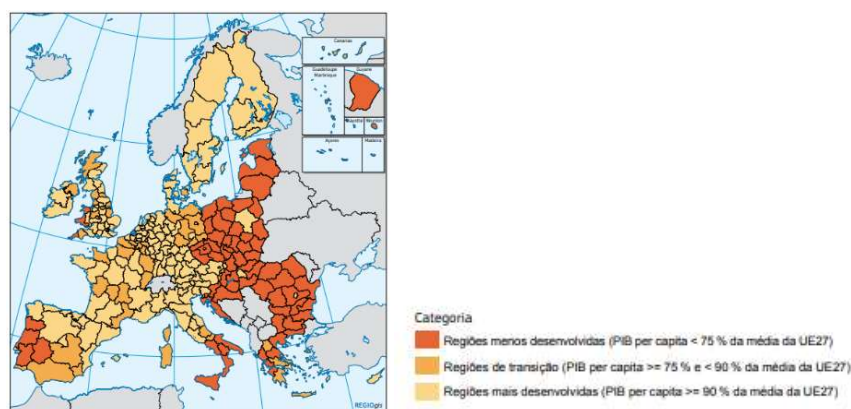 Canarias
Guadeloupe
Martinique
Guyane
Mayotte
Réunion
Açores
Madeira
REGIOgis
Categoria
Regiões menos desenvolvidas (PIB per capita < 75 % da média da UE27)
Regiões de transição (PIB per capita >= 75 % e < 90 % da média da UE27)
Regiões mais desenvolvidas (PIB per capita >= 90 % da média da UE27)